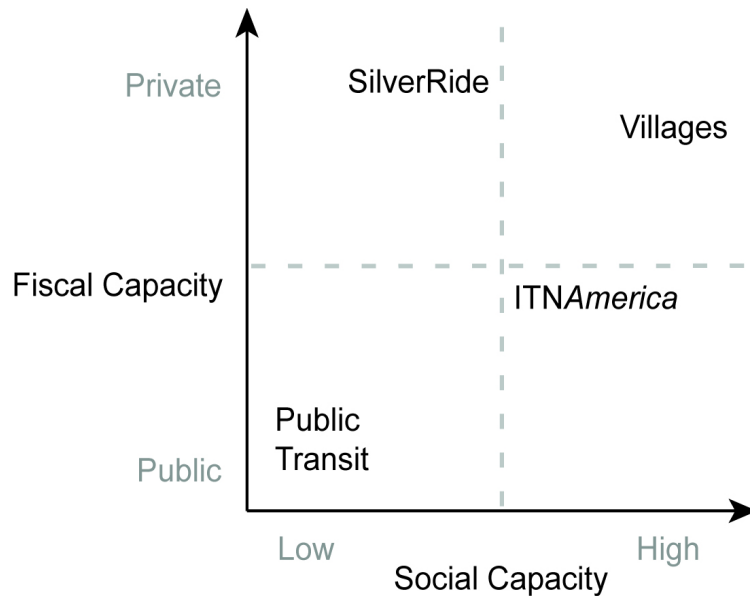 Private
SilverRide
Villages
Fiscal Capacity
ITNAmerica
Public
Transit
Public
Low
High
Social Capacity